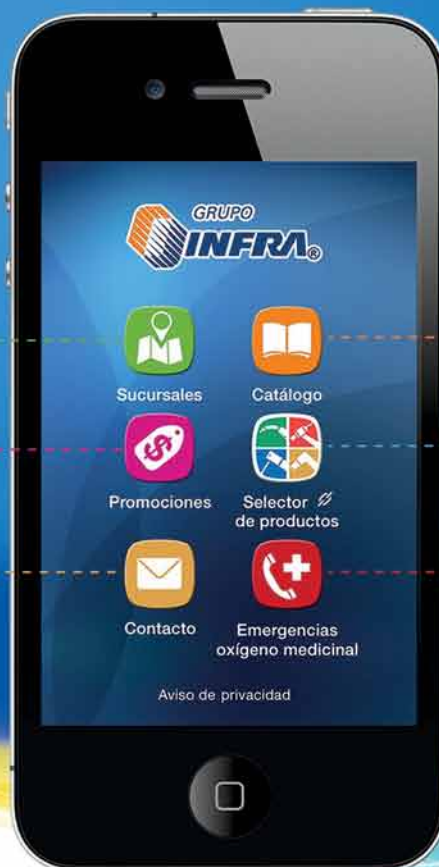 GRUPO
INFRA®
Sucursales
Catálogo
Promociones
Selector
de productos
Contacto
Emergencias
oxígeno medicinal
Aviso de privacidad